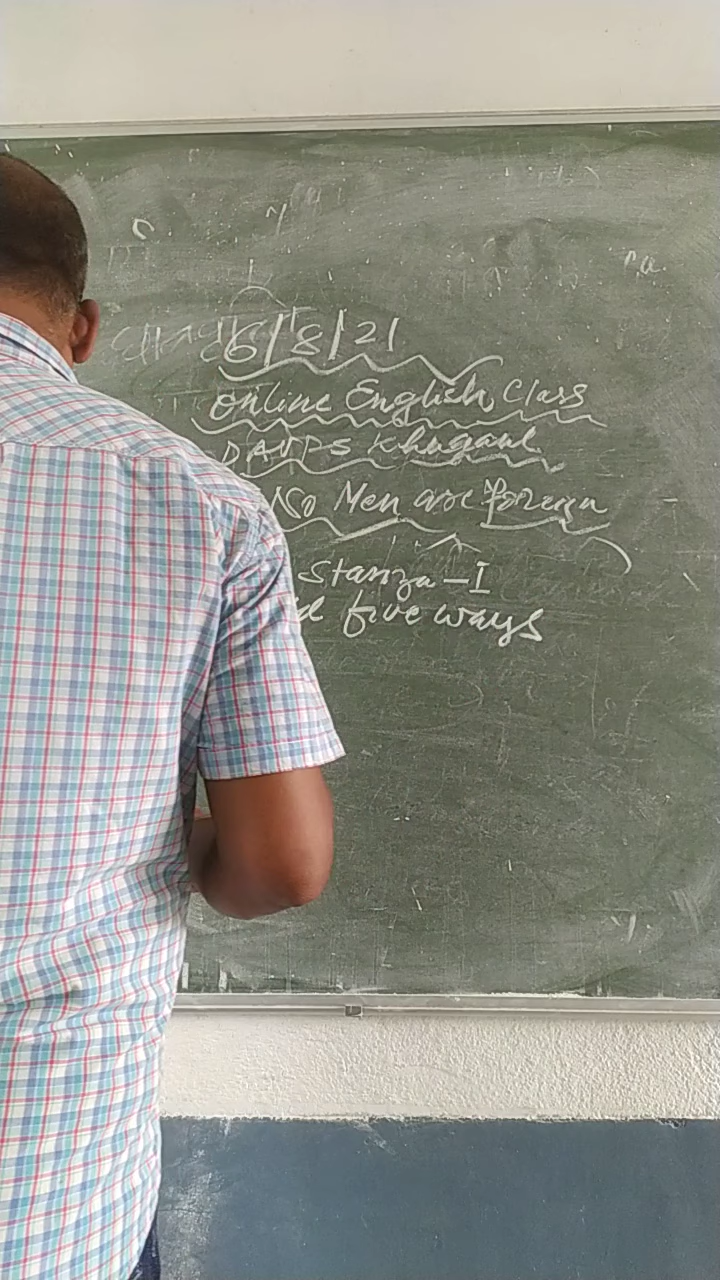 6/8/21
Online English Class
DAVPS Khagaul
No Men are foreign
Stanza-I
five ways